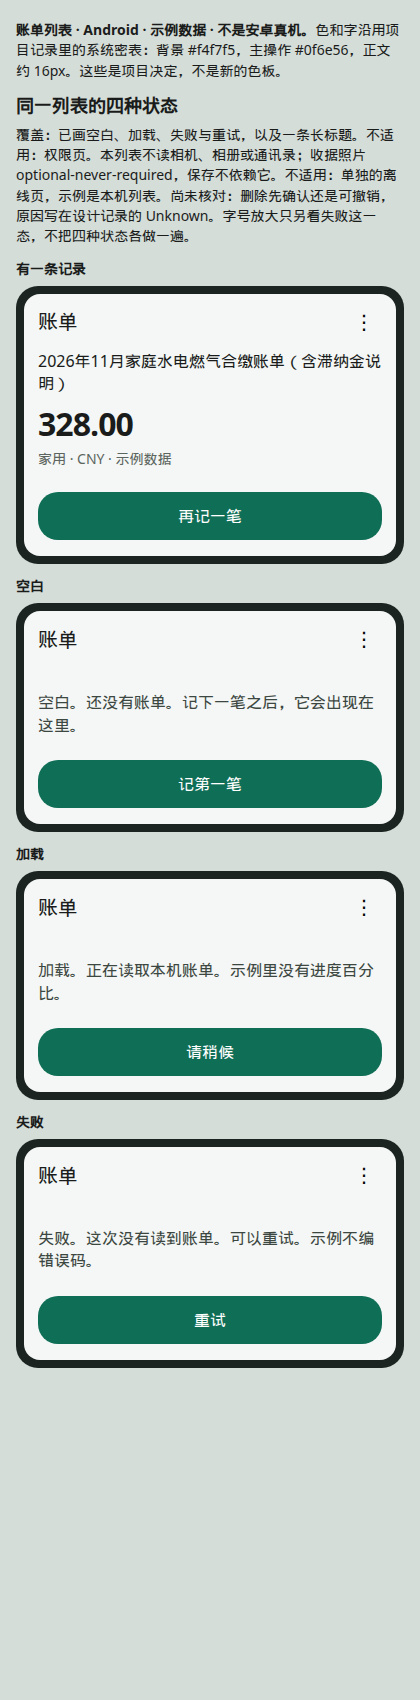 账单列表 · Android · 示例数据 · 不是安卓真机。色和字沿用项
目记录里的系统密表：背景 #f4f7f5，主操作 #0f6e56，正文
约 16px。这些是项目决定，不是新的色板。
同一列表的四种状态
覆盖：已画空白、加载、失败与重试，以及一条长标题。不适
用：权限页。本列表不读相机、相册或通讯录；收据照片
optional-never-required，保存不依赖它。不适用：单独的离
线页，示例是本机列表。尚未核对：删除先确认还是可撤销，
原因写在设计记录的 Unknown。字号放大只另看失败这一
态，不把四种状态各做一遍。
有一条记录
账单 ⋮
2026年11月家庭水电燃气合缴账单（含滞纳金说
明）
328.00
家用 · CNY · 示例数据
再记一笔
空白
账单 ⋮
空白。还没有账单。记下一笔之后，它会出现在
这里。
记第一笔
加载
账单 ⋮
加载。正在读取本机账单。示例里没有进度百分
比。
请稍候
失败
账单 ⋮
失败。这次没有读到账单。可以重试。示例不编
错误码。
重试